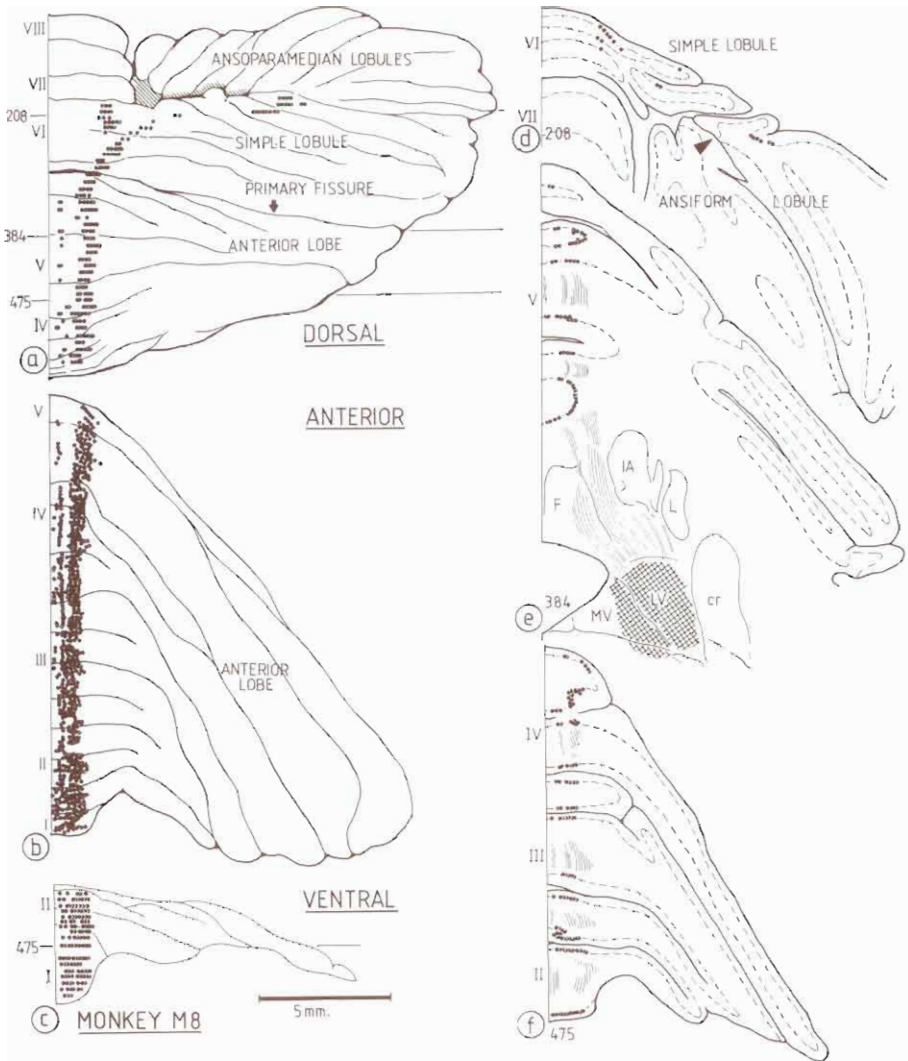 VIII
ANSOPARAMEDIAN LOBULES
VII
208
VI
SIMPLE LOBULE
PRIMARY FISSURE
384
ANTERIOR LOBE
V
475
IV
a
DORSAL
ANTERIOR
V
IV
III
ANTERIOR
LOBE
II
I
b
VENTRAL
II
475
I
c
MONKEY M8
5mm.
VI
SIMPLE LOBULE
VII
d
208
ANSIFORM LOBULE
V
IA
F
L
e
384
MV
LV
cr
IV
III
II
f
475